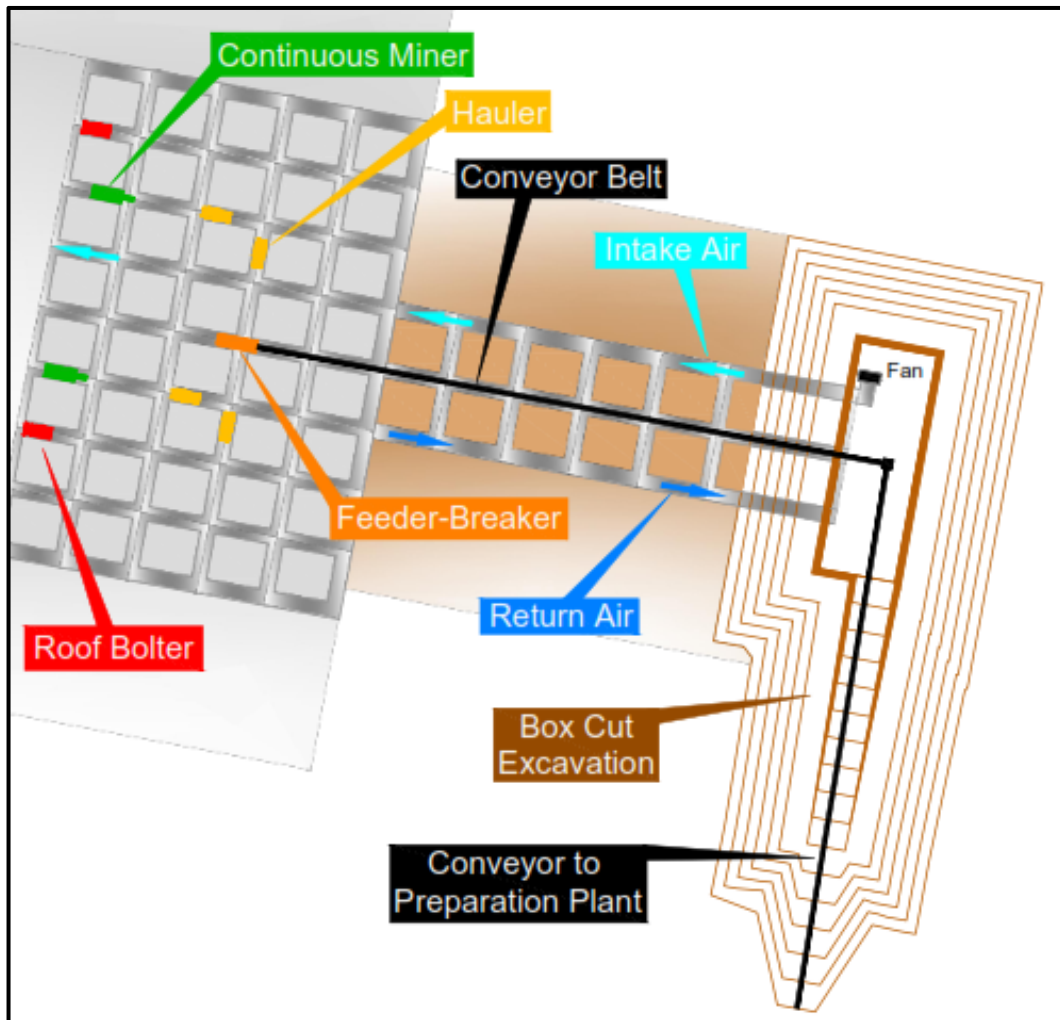 Continuous Miner
Hauler
Conveyor Belt
Intake Air
Fan
Feeder-Breaker
Return Air
Roof Bolter
Box Cut
Excavation
Conveyor to
Preparation Plant